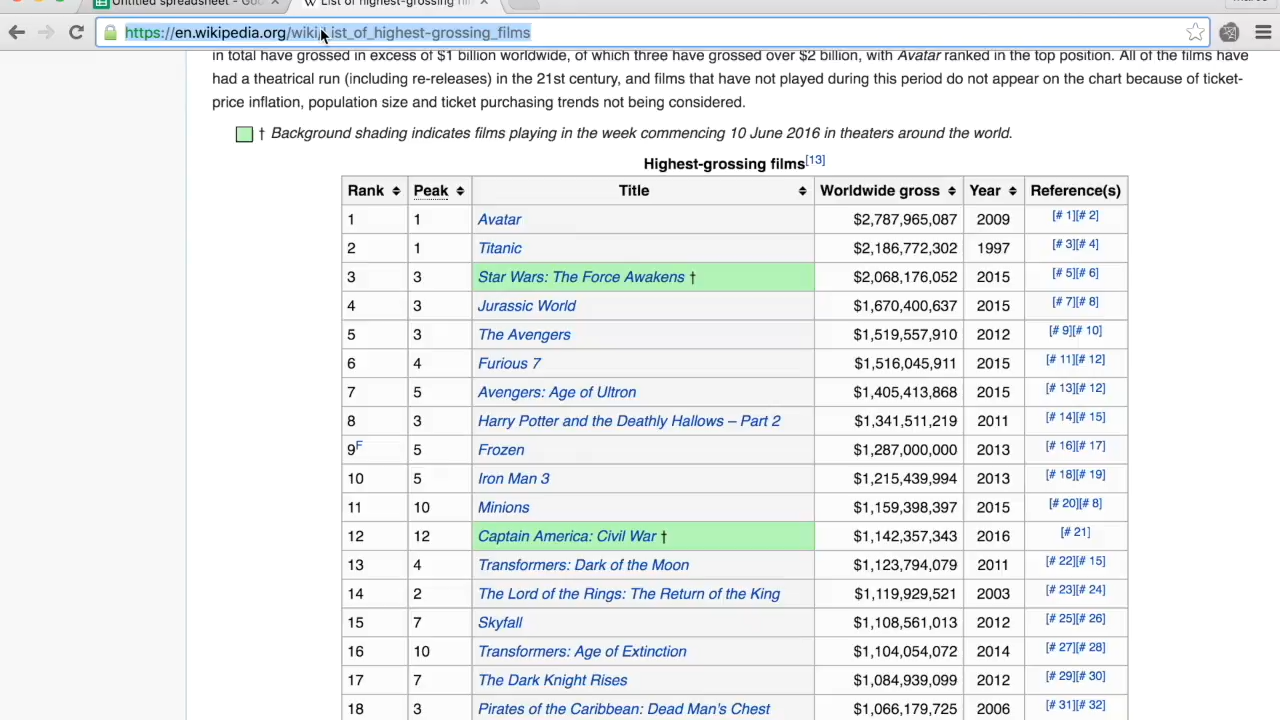 Untitled spreadsheet - Goo
List of highest-grossing film
https://en.wikipedia.org/wiki/List_of_highest-grossing_films
in total have grossed in excess of $1 billion worldwide, of which three have grossed over $2 billion, with Avatar ranked in the top position. All of the films have
had a theatrical run (including re-releases) in the 21st century, and films that have not played during this period do not appear on the chart because of ticket-
price inflation, population size and ticket purchasing trends not being considered.
† Background shading indicates films playing in the week commencing 10 June 2016 in theaters around the world.
Highest-grossing films[13]
Rank Peak Title Worldwide gross Year Reference(s)
1 1 Avatar $2,787,965,087 2009 [# 1][# 2]
2 1 Titanic $2,186,772,302 1997 [# 3][# 4]
3 3 Star Wars: The Force Awakens † $2,068,176,052 2015 [# 5][# 6]
4 3 Jurassic World $1,670,400,637 2015 [# 7][# 8]
5 3 The Avengers $1,519,557,910 2012 [# 9][# 10]
6 4 Furious 7 $1,516,045,911 2015 [# 11][# 12]
7 5 Avengers: Age of Ultron $1,405,413,868 2015 [# 13][# 12]
8 3 Harry Potter and the Deathly Hallows – Part 2 $1,341,511,219 2011 [# 14][# 15]
9F 5 Frozen $1,287,000,000 2013 [# 16][# 17]
10 5 Iron Man 3 $1,215,439,994 2013 [# 18][# 19]
11 10 Minions $1,159,398,397 2015 [# 20][# 8]
12 12 Captain America: Civil War † $1,142,357,343 2016 [# 21]
13 4 Transformers: Dark of the Moon $1,123,794,079 2011 [# 22][# 15]
14 2 The Lord of the Rings: The Return of the King $1,119,929,521 2003 [# 23][# 24]
15 7 Skyfall $1,108,561,013 2012 [# 25][# 26]
16 10 Transformers: Age of Extinction $1,104,054,072 2014 [# 27][# 28]
17 7 The Dark Knight Rises $1,084,939,099 2012 [# 29][# 30]
18 3 Pirates of the Caribbean: Dead Man's Chest $1,066,179,725 2006 [# 31][# 32]